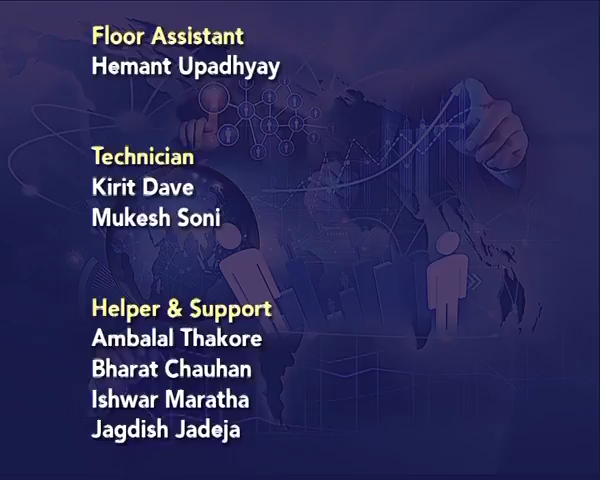 Floor Assistant
Hemant Upadhyay
Technician
Kirit Dave
Mukesh Soni
Helper & Support
Ambalal Thakore
Bharat Chauhan
Ishwar Maratha
Jagdish Jadeja